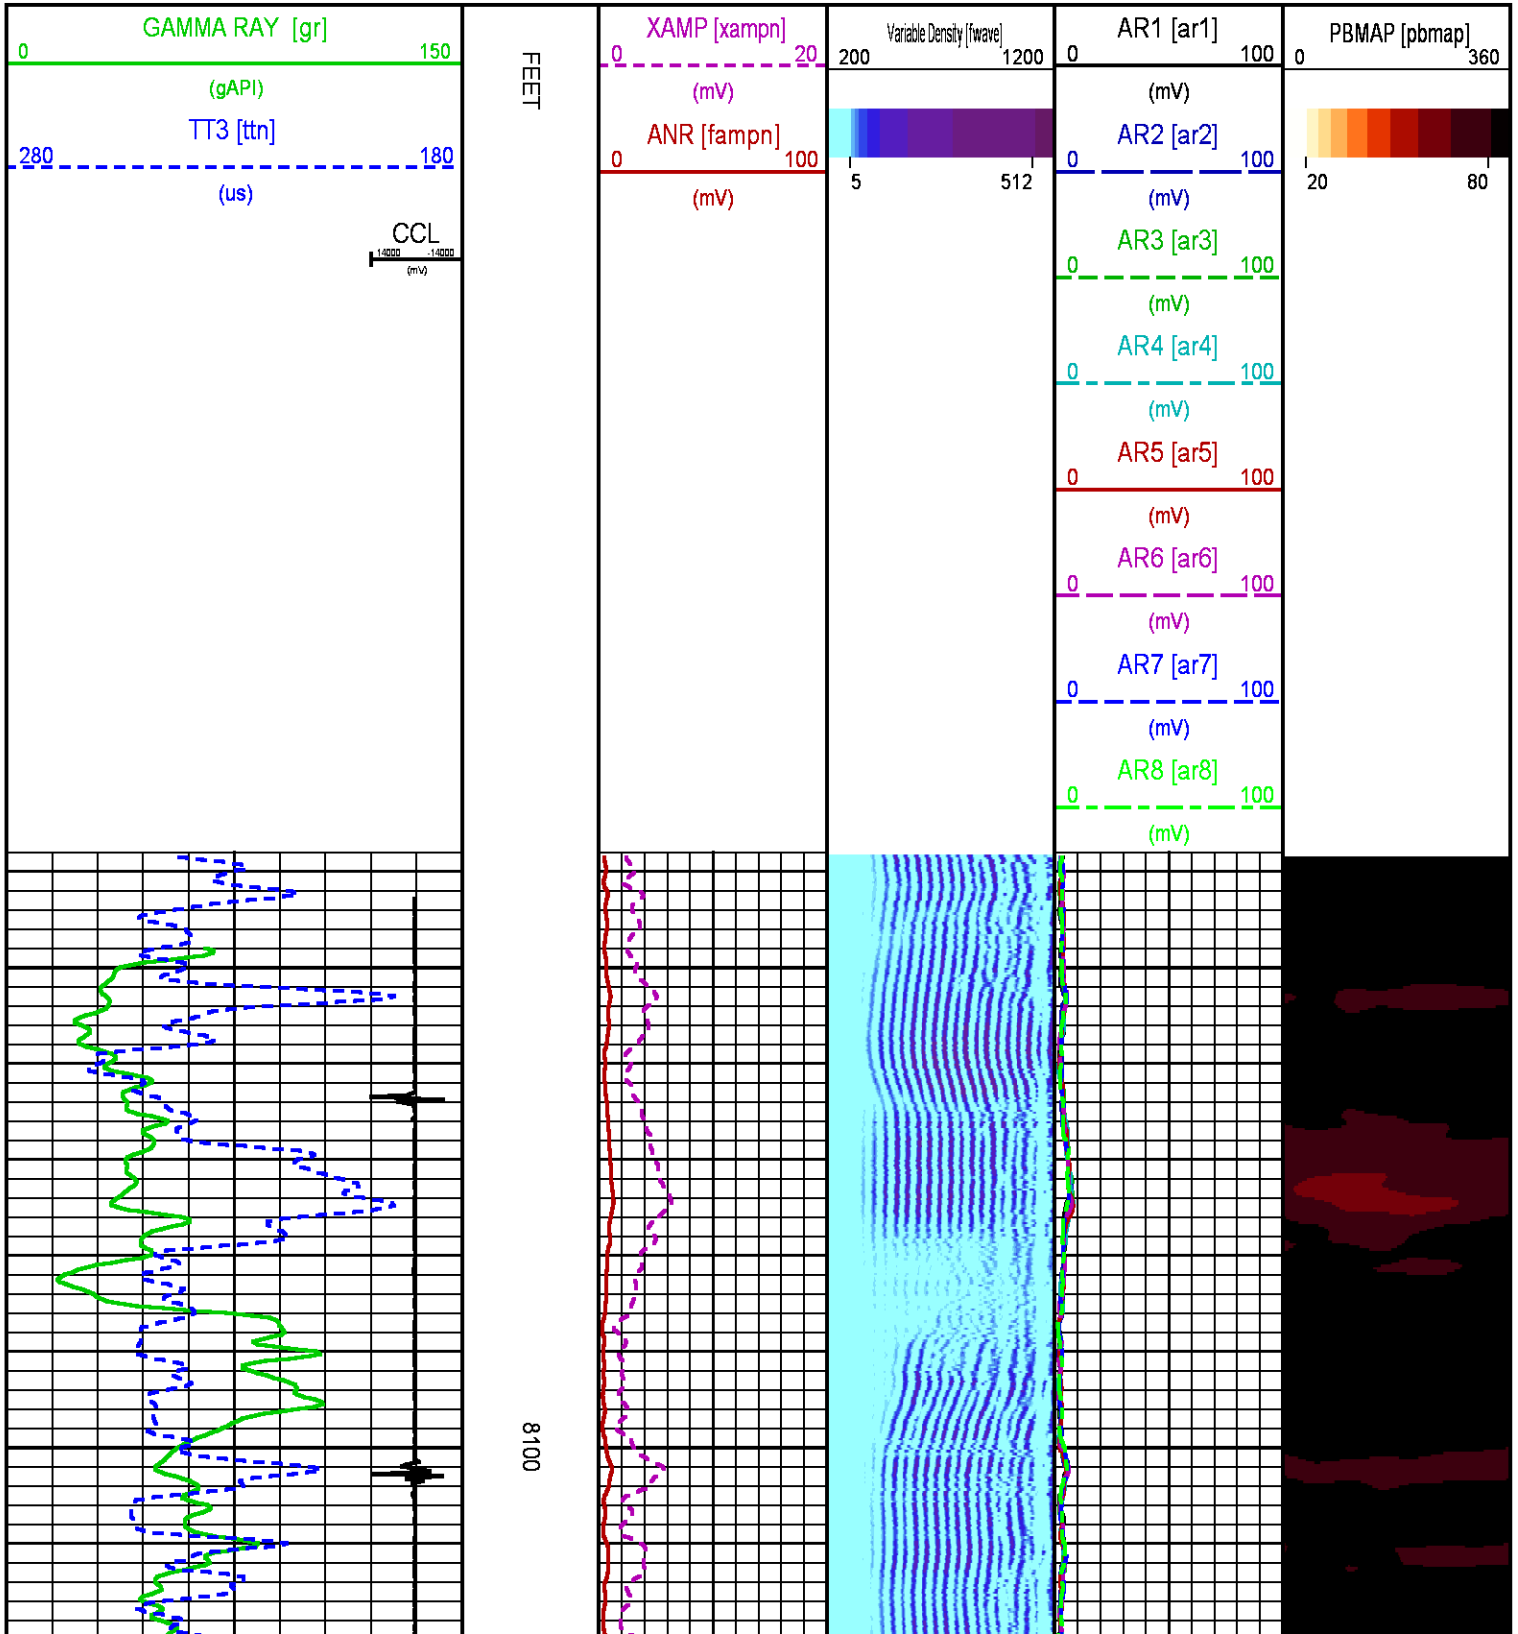 GAMMA RAY [gr]
0 150
(gAPI)
TT3 [ttn]
280 180
(us)
CCL
14000 -14000
(mV)
FEET
8100
XAMP [xampn]
0 20
(mV)
ANR [fampn]
0 100
(mV)
Variable Density [fwave]
200 1200
5 512
AR1 [ar1]
0 100
(mV)
AR2 [ar2]
0 100
(mV)
AR3 [ar3]
0 100
(mV)
AR4 [ar4]
0 100
(mV)
AR5 [ar5]
0 100
(mV)
AR6 [ar6]
0 100
(mV)
AR7 [ar7]
0 100
(mV)
AR8 [ar8]
0 100
(mV)
PBMAP [pbmap]
0 360
20 80